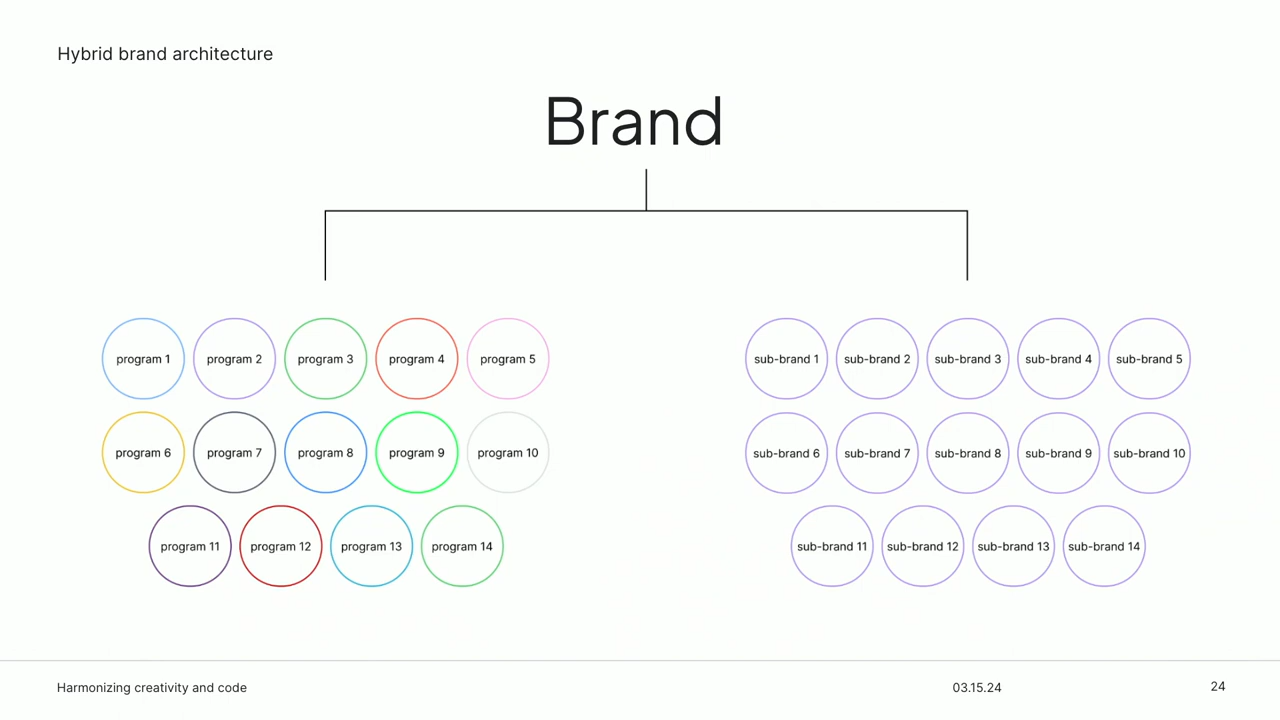 Hybrid brand architecture
Brand
program 1 program 2 program 3 program 4 program 5
program 6 program 7 program 8 program 9 program 10
program 11 program 12 program 13 program 14
sub-brand 1 sub-brand 2 sub-brand 3 sub-brand 4 sub-brand 5
sub-brand 6 sub-brand 7 sub-brand 8 sub-brand 9 sub-brand 10
sub-brand 11 sub-brand 12 sub-brand 13 sub-brand 14
Harmonizing creativity and code 03.15.24 24